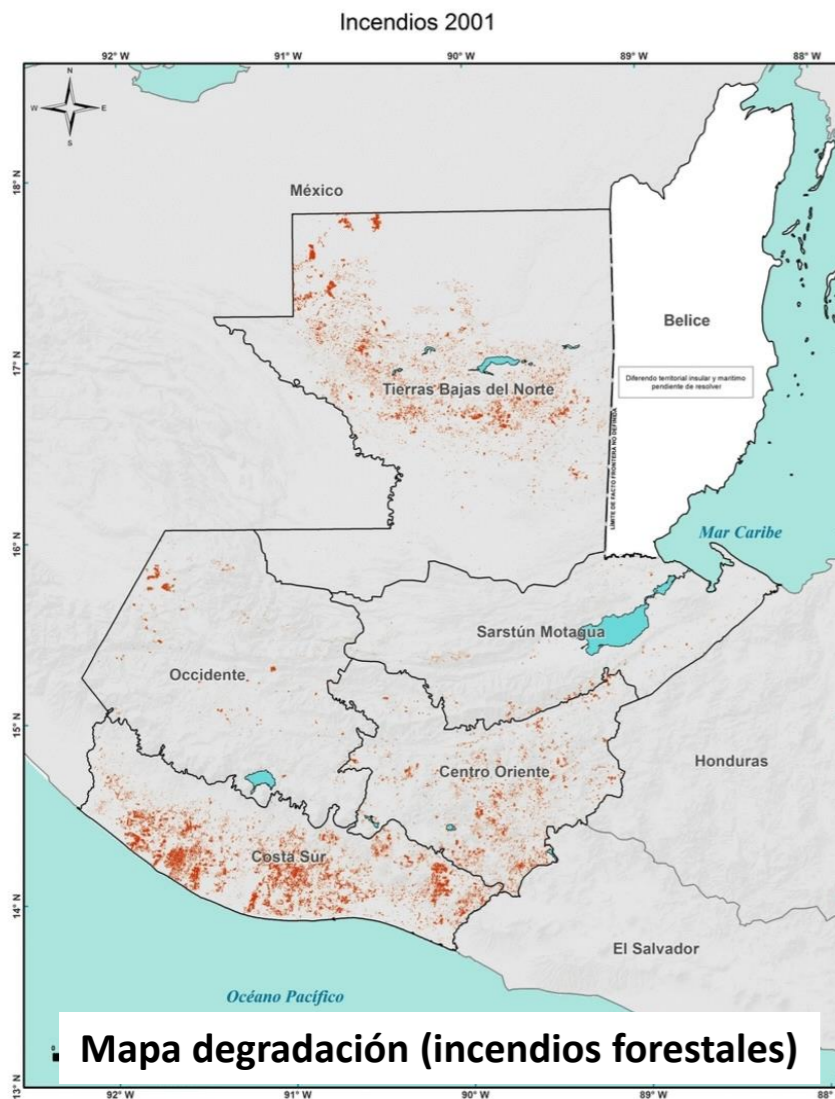 Incendios 2001
92° W
91° W
90° W
89° W
88° W
N
W
E
S
18° N
México
Belice
17° N
Diferendo territorial insular y marítimo
pendiente de resolver
Tierras Bajas del Norte
LÍMITE DE FACTO FRONTERA NO DEFINIDA
16° N
Mar Caribe
Sarstún Motagua
Occidente
15° N
Honduras
Centro Oriente
Costa Sur
14° N
El Salvador
Océano Pacífico
0
Mapa degradación (incendios forestales)
13° N
92° W
91° W
90° W
89° W
88°